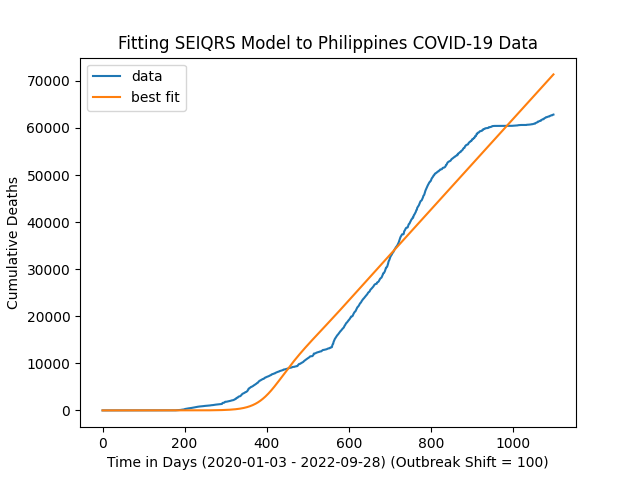 Fitting SEIQRS Model to Philippines COVID-19 Data
data
best fit
Cumulative Deaths
70000
60000
50000
40000
30000
20000
10000
0
0 200 400 600 800 1000
Time in Days (2020-01-03 - 2022-09-28) (Outbreak Shift = 100)